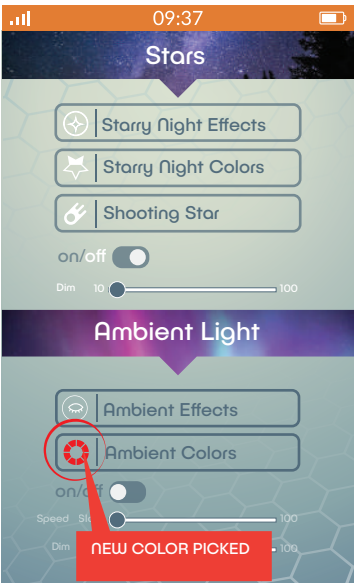 09:37
Stars
Starry Night Effects
Starry Night Colors
Shooting Star
on/off
Dim 10 100
Ambient Light
Ambient Effects
Ambient Colors
on/off
Speed 100
NEW COLOR PICKED
Dim 100